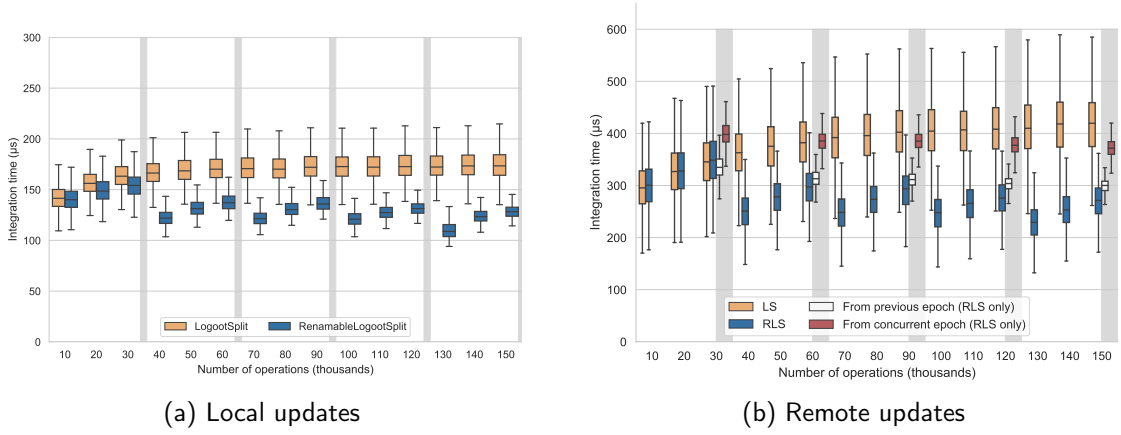 300
250
200
150
100
50
0
Integration time (µs)
LogootSplit
RenamableLogootSplit
10 20 30 40 50 60 70 80 90 100 110 120 130 140 150
Number of operations (thousands)
(a) Local updates
600
500
400
300
200
100
0
Integration time (µs)
LS
RLS
From previous epoch (RLS only)
From concurrent epoch (RLS only)
10 20 30 40 50 60 70 80 90 100 110 120 130 140 150
Number of operations (thousands)
(b) Remote updates